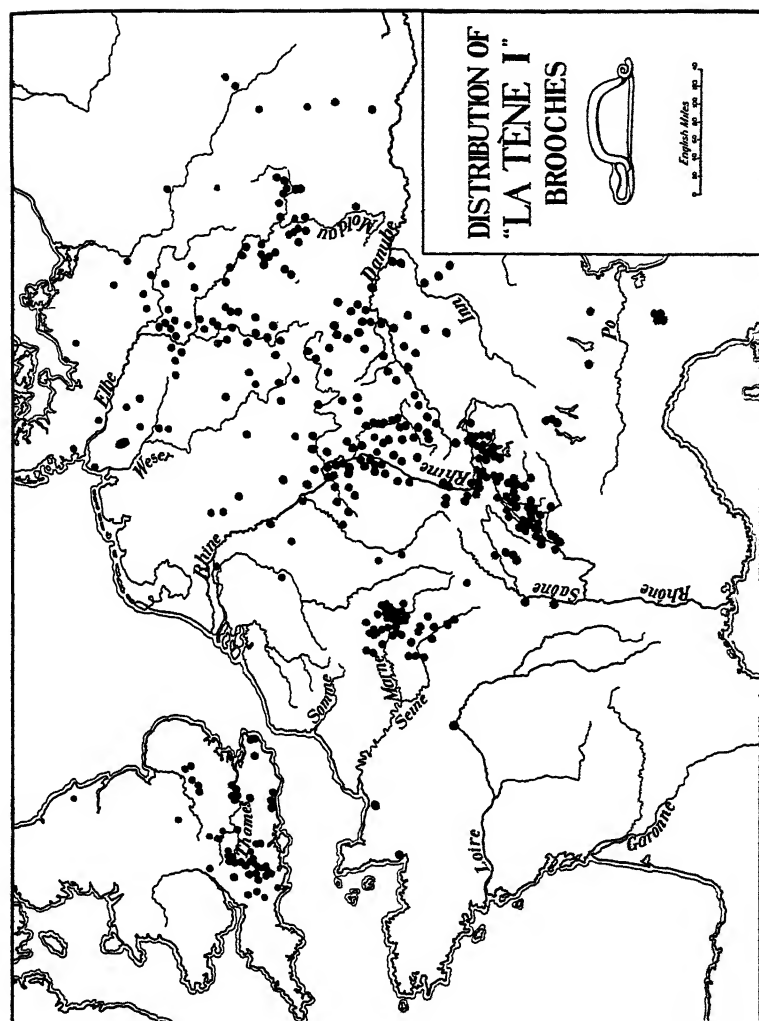 DISTRIBUTION OF
"LA TÈNE I"
BROOCHES
English Miles
Elbe
Weser
Moldau
Danube
Inn
Rhine
Rhine
Po
Thames
Somme
Marne
Seine
Saône
Rhône
Loire
Garonne